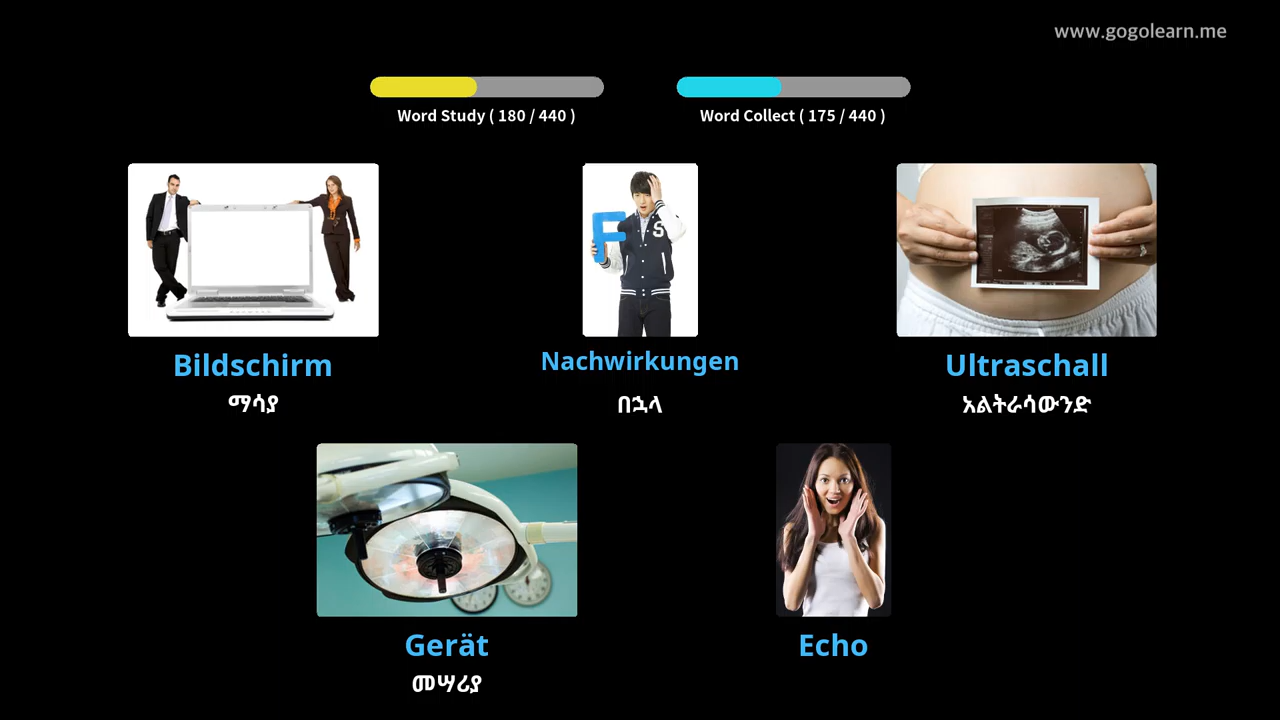 www.gogolearn.me
Word Study ( 180 / 440 )
Word Collect ( 175 / 440 )
Bildschirm
ማሳያ
Nachwirkungen
በኋላ
Ultraschall
አልትራሳውንድ
F
S
Gerät
መሣሪያ
Echo